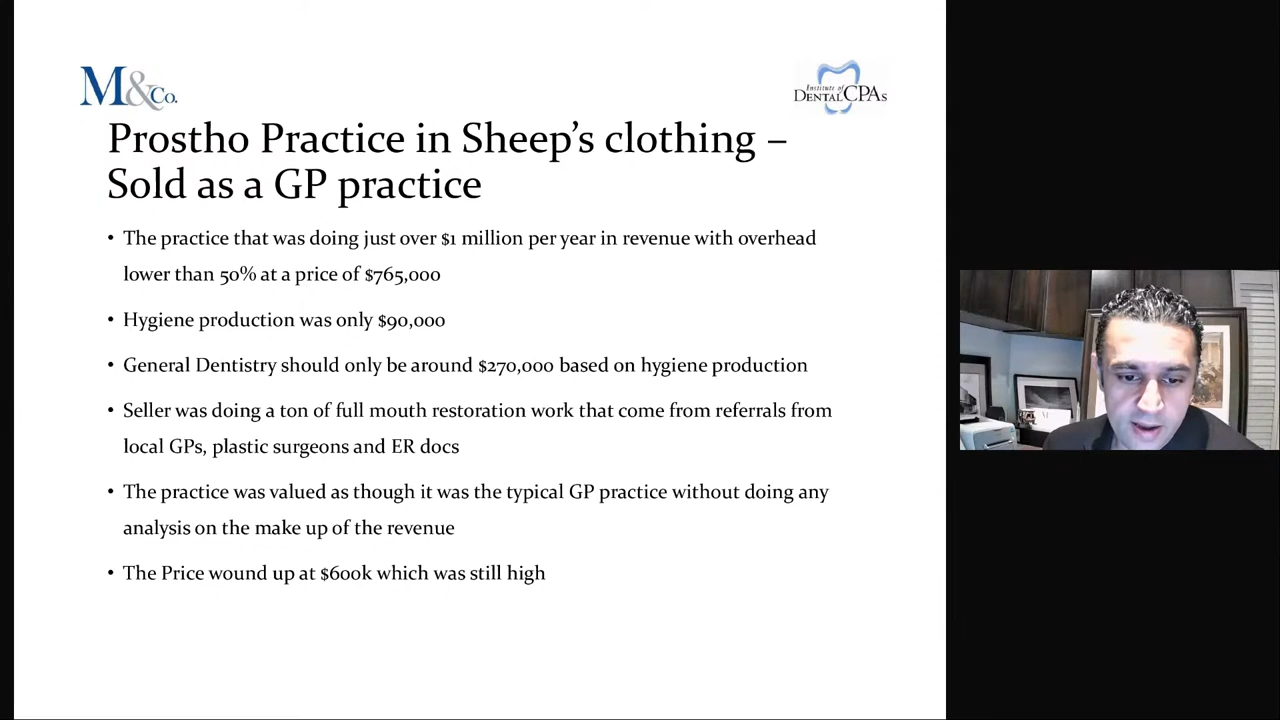 M&Co.
Institute of
DENTAL CPAs
Prostho Practice in Sheep's clothing –
Sold as a GP practice
• The practice that was doing just over $1 million per year in revenue with overhead
lower than 50% at a price of $765,000
• Hygiene production was only $90,000
• General Dentistry should only be around $270,000 based on hygiene production
• Seller was doing a ton of full mouth restoration work that come from referrals from
local GPs, plastic surgeons and ER docs
• The practice was valued as though it was the typical GP practice without doing any
analysis on the make up of the revenue
• The Price wound up at $600k which was still high